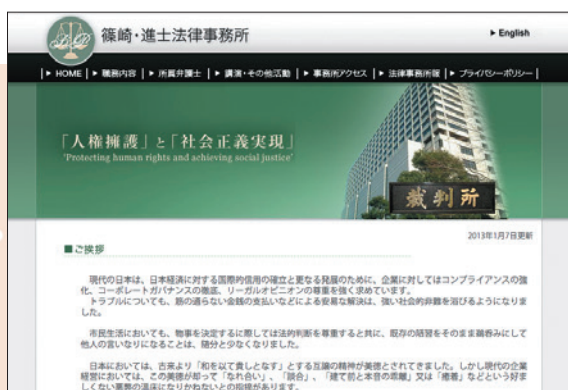 篠崎・進士法律事務所
▶ English
|▶ HOME |▶ 職務内容 |▶ 所属弁護士 |▶ 講演・その他活動 |▶ 事務所アクセス |▶ 法律事務所報 |▶ プライバシーポリシー |
「人権擁護」と「社会正義実現」
'Protecting human rights and achieving social justice'
裁判所
2013年1月7日更新
■ご挨拶
現代の日本は、日本経済に対する国際的信用の確立と更なる発展のために、企業に対してはコンプライアンスの強
化、コーポレートガバナンスの徹底、リーガルオピニオンの尊重を強く求めています。
トラブルについても、筋の通らない金銭の支払いなどによる安易な解決は、強い社会的非難を浴びるようになりま
した。
市民生活においても、物事を決定するに際しては法的判断を尊重すると共に、既存の陋習をそのまま鵜呑みにして
他人の言いなりになることは、随分と少なくなりました。
日本においては、古来より「和を以て貴しとなす」とする互譲の精神が美徳とされてきました。しかし現代の企業
経営においては、この美徳が却って「なれ合い」、「談合」、「建て前と本音の乖離」又は「癒着」などという好ま
しくない悪弊の温床になりかねないとの指摘があります。